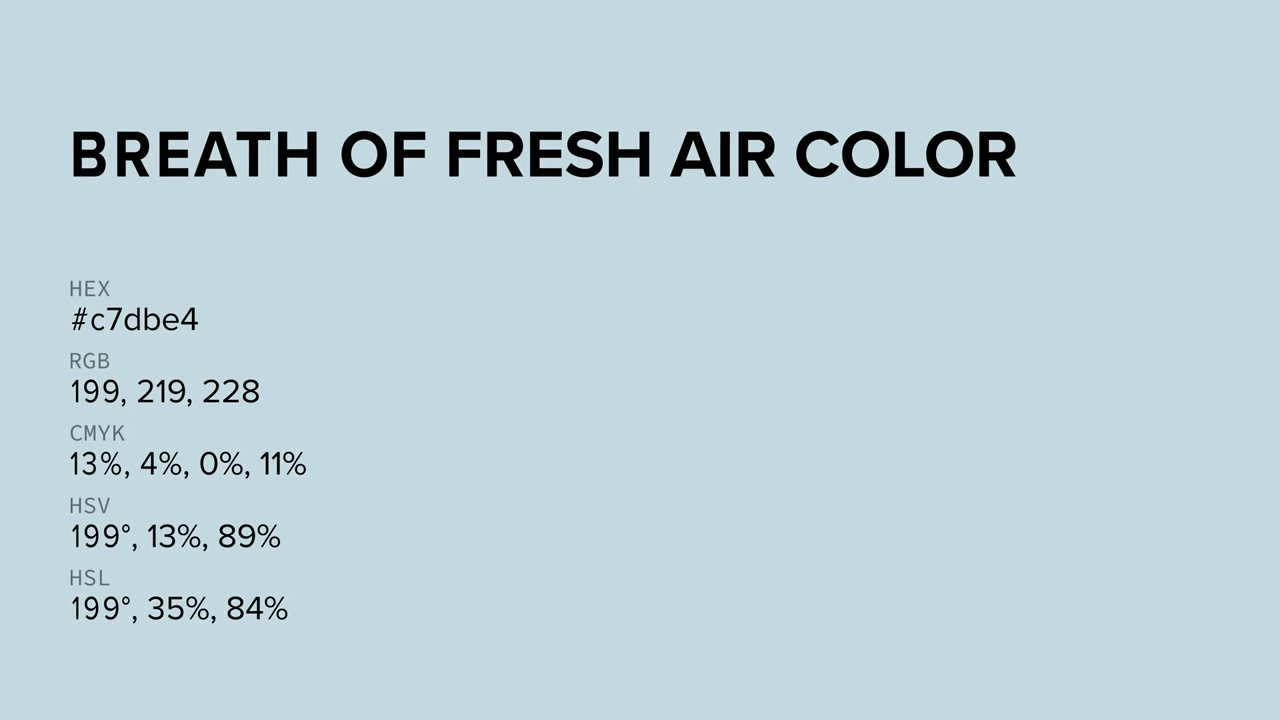 BREATH OF FRESH AIR COLOR
HEX
#c7dbe4
RGB
199, 219, 228
CMYK
13%, 4%, 0%, 11%
HSV
199°, 13%, 89%
HSL
199°, 35%, 84%